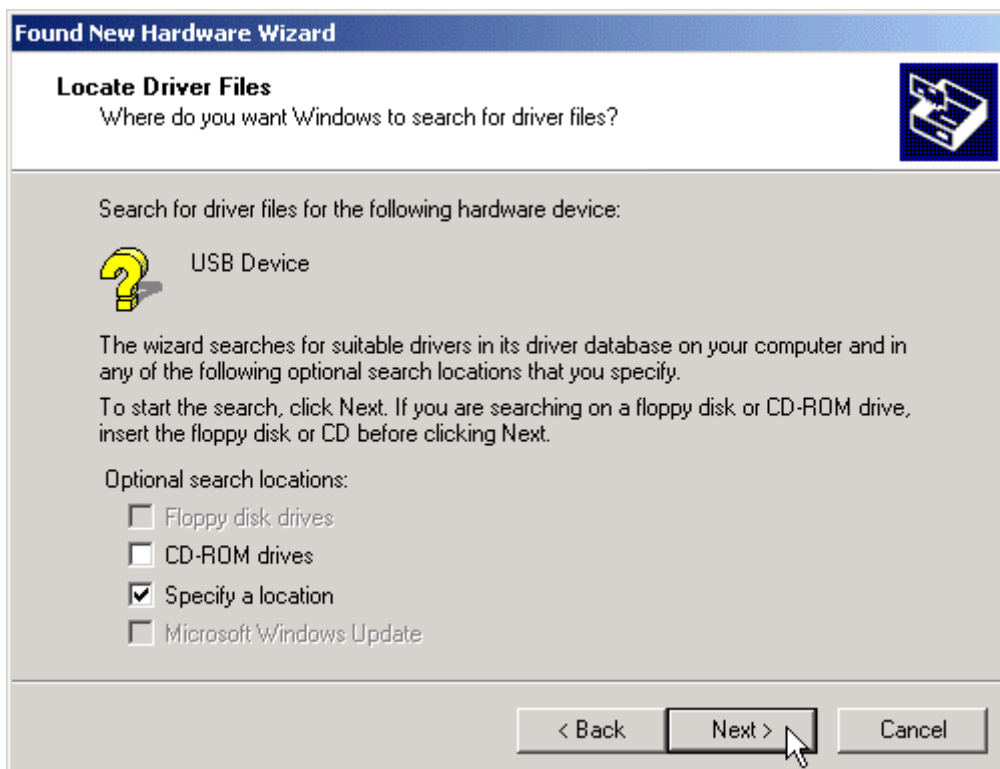 Found New Hardware Wizard
Locate Driver Files
Where do you want Windows to search for driver files?
Search for driver files for the following hardware device:
USB Device
The wizard searches for suitable drivers in its driver database on your computer and in
any of the following optional search locations that you specify.
To start the search, click Next. If you are searching on a floppy disk or CD-ROM drive,
insert the floppy disk or CD before clicking Next.
Optional search locations:
Floppy disk drives
CD-ROM drives
Specify a location
Microsoft Windows Update
< Back
Next >
Cancel